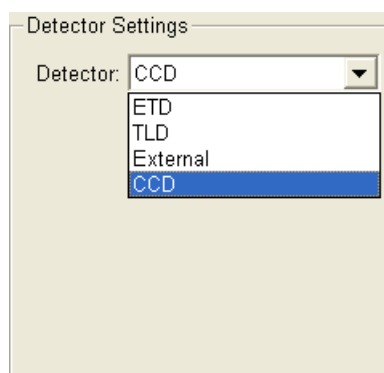 Detector Settings
Detector: CCD
ETD
TLD
External
CCD